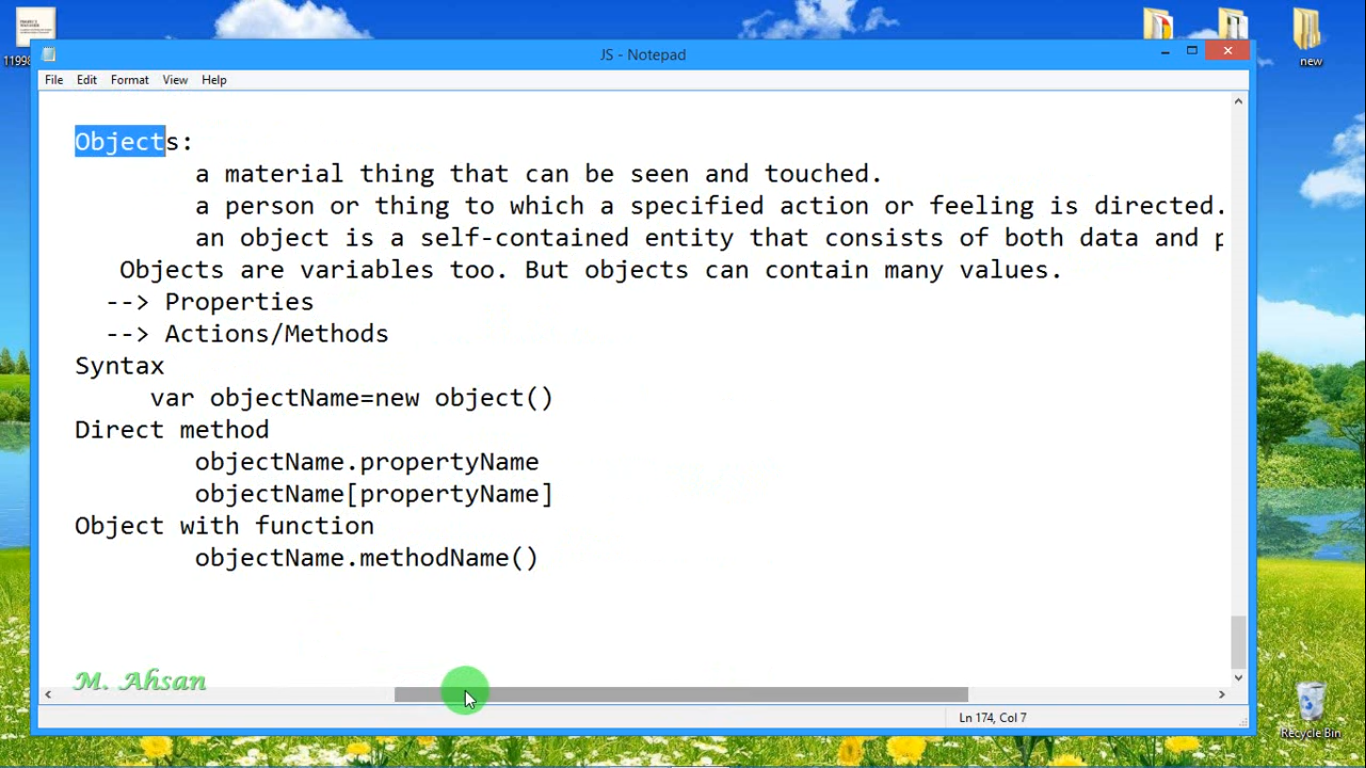 11998
new
JS - Notepad
File Edit Format View Help
Objects:
a material thing that can be seen and touched.
a person or thing to which a specified action or feeling is directed.
an object is a self-contained entity that consists of both data and
Objects are variables too. But objects can contain many values.
--> Properties
--> Actions/Methods
Syntax
var objectName=new object()
Direct method
objectName.propertyName
objectName[propertyName]
Object with function
objectName.methodName()
M. Ahsan
Ln 174, Col 7
Recycle Bin